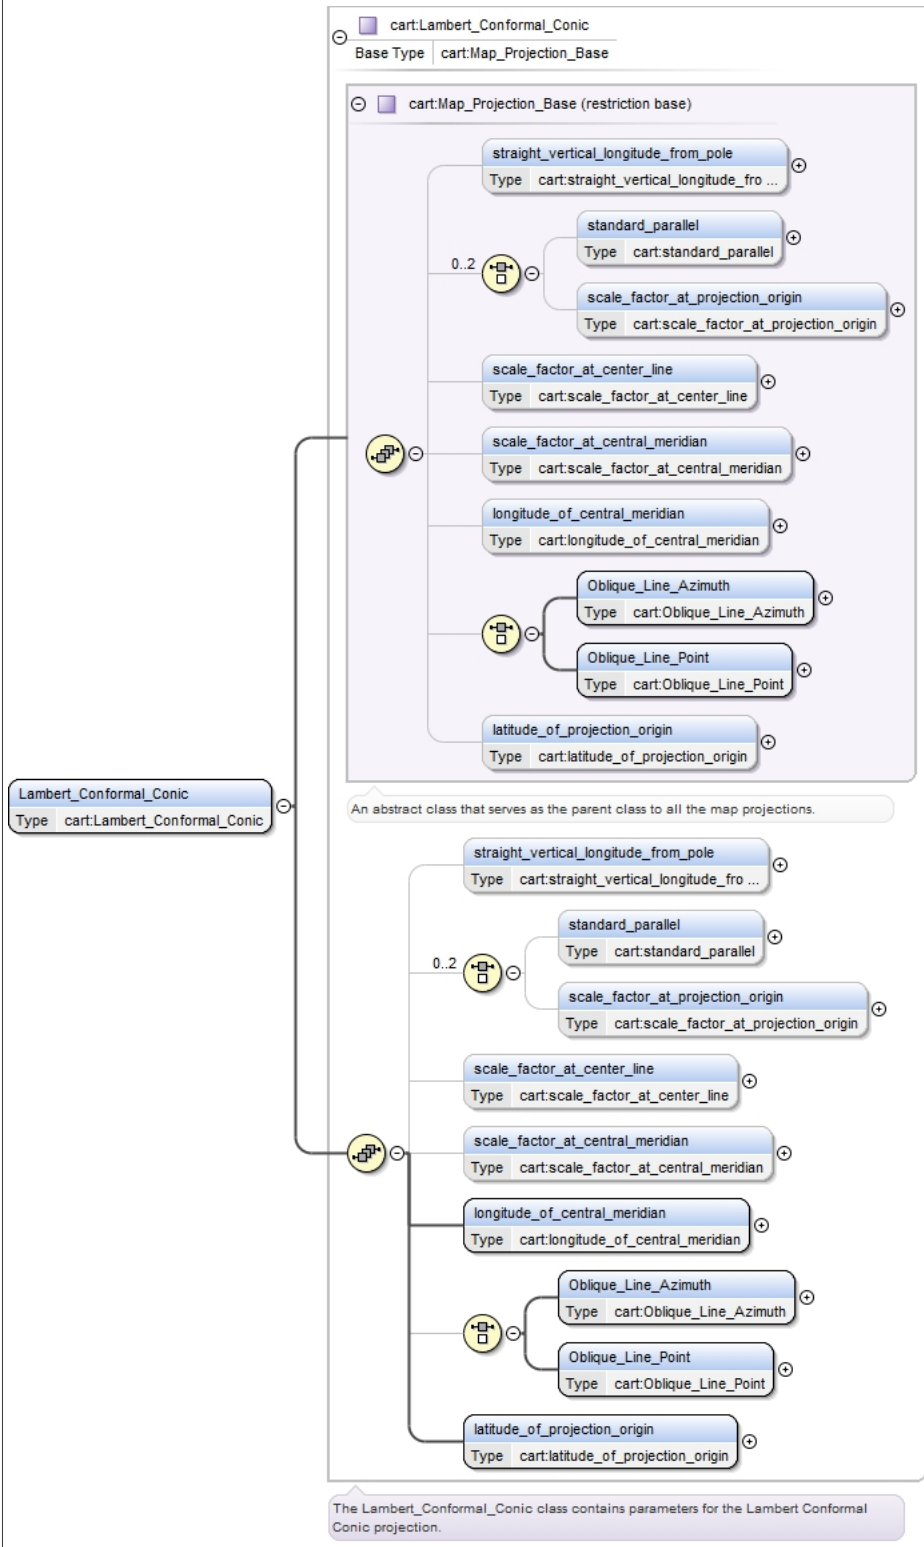 cart:Lambert_Conformal_Conic
Base Type cart:Map_Projection_Base
cart:Map_Projection_Base (restriction base)
straight_vertical_longitude_from_pole
Type cart:straight_vertical_longitude_fro ...
0..2
standard_parallel
Type cart:standard_parallel
scale_factor_at_projection_origin
Type cart:scale_factor_at_projection_origin
scale_factor_at_center_line
Type cart:scale_factor_at_center_line
scale_factor_at_central_meridian
Type cart:scale_factor_at_central_meridian
longitude_of_central_meridian
Type cart:longitude_of_central_meridian
Oblique_Line_Azimuth
Type cart:Oblique_Line_Azimuth
Oblique_Line_Point
Type cart:Oblique_Line_Point
latitude_of_projection_origin
Type cart:latitude_of_projection_origin
Lambert_Conformal_Conic
Type cart:Lambert_Conformal_Conic
An abstract class that serves as the parent class to all the map projections.
straight_vertical_longitude_from_pole
Type cart:straight_vertical_longitude_fro ...
0..2
standard_parallel
Type cart:standard_parallel
scale_factor_at_projection_origin
Type cart:scale_factor_at_projection_origin
scale_factor_at_center_line
Type cart:scale_factor_at_center_line
scale_factor_at_central_meridian
Type cart:scale_factor_at_central_meridian
longitude_of_central_meridian
Type cart:longitude_of_central_meridian
Oblique_Line_Azimuth
Type cart:Oblique_Line_Azimuth
Oblique_Line_Point
Type cart:Oblique_Line_Point
latitude_of_projection_origin
Type cart:latitude_of_projection_origin
The Lambert_Conformal_Conic class contains parameters for the Lambert Conformal
Conic projection.